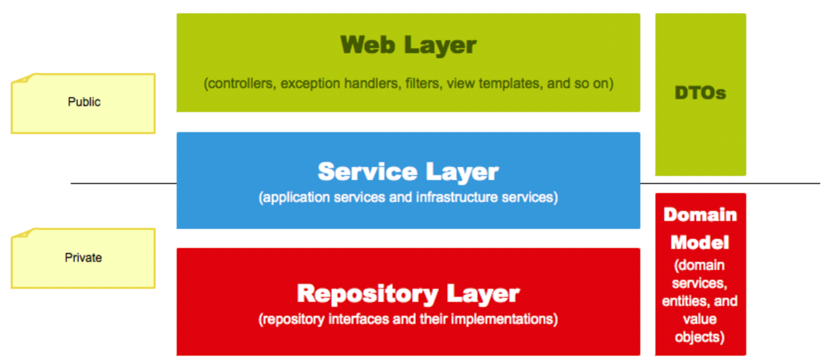 Web Layer
(controllers, exception handlers, filters, view templates, and so on)
DTOs
Public
Service Layer
(application services and infrastructure services)
Private
Domain
Model
(domain
services,
entities, and
value
objects)
Repository Layer
(repository interfaces and their implementations)